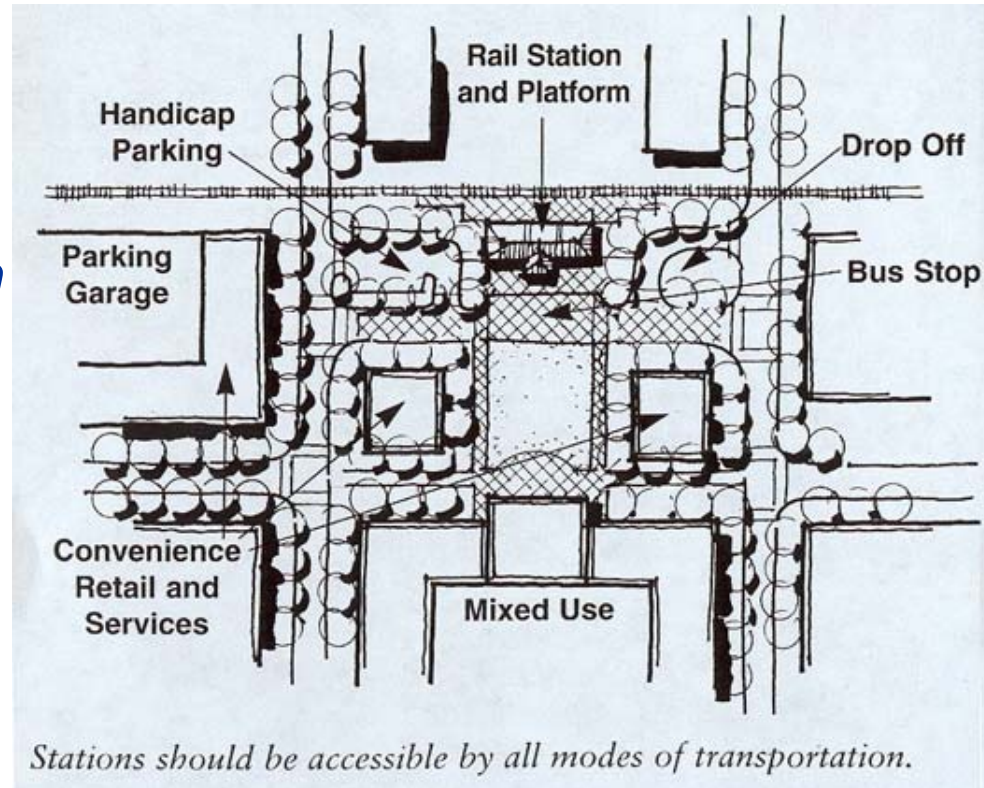 Rail Station
and Platform
Handicap
Parking
Drop Off
Parking
Garage
Bus Stop
Convenience
Retail and
Services
Mixed Use
Stations should be accessible by all modes of transportation.